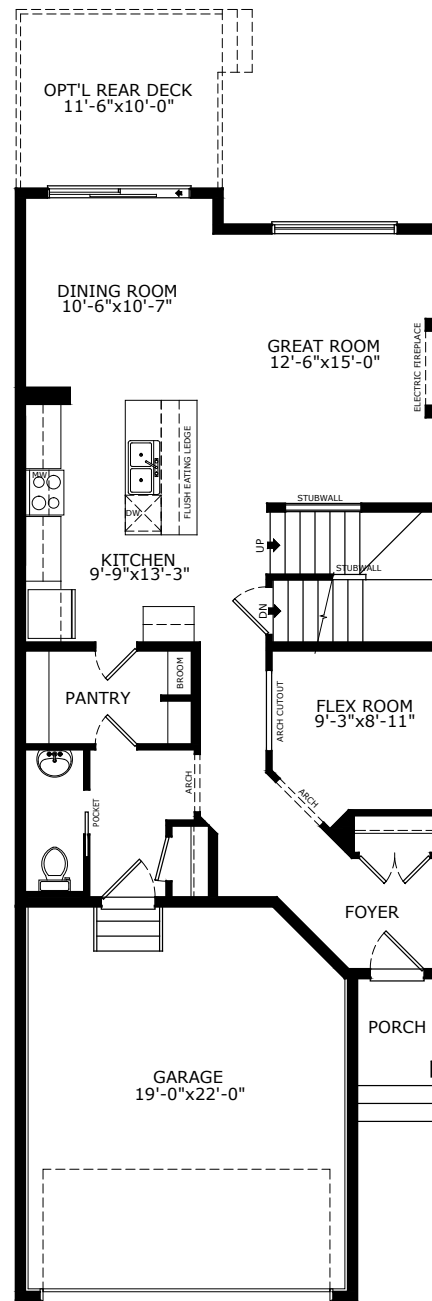 OPT'L REAR DECK
11'-6"x10'-0"
DINING ROOM
10'-6"x10'-7"
GREAT ROOM
12'-6"x15'-0"
ELECTRIC FIREPLACE
FLUSH EATING LEDGE
MW
DW
STUBWALL
UP
STUBWALL
KITCHEN
9'-9"x13'-3"
DN
BROOM
PANTRY
ARCH CUTOUT
FLEX ROOM
9'-3"x8'-11"
ARCH
POCKET
ARCH
FOYER
PORCH
GARAGE
19'-0"x22'-0"